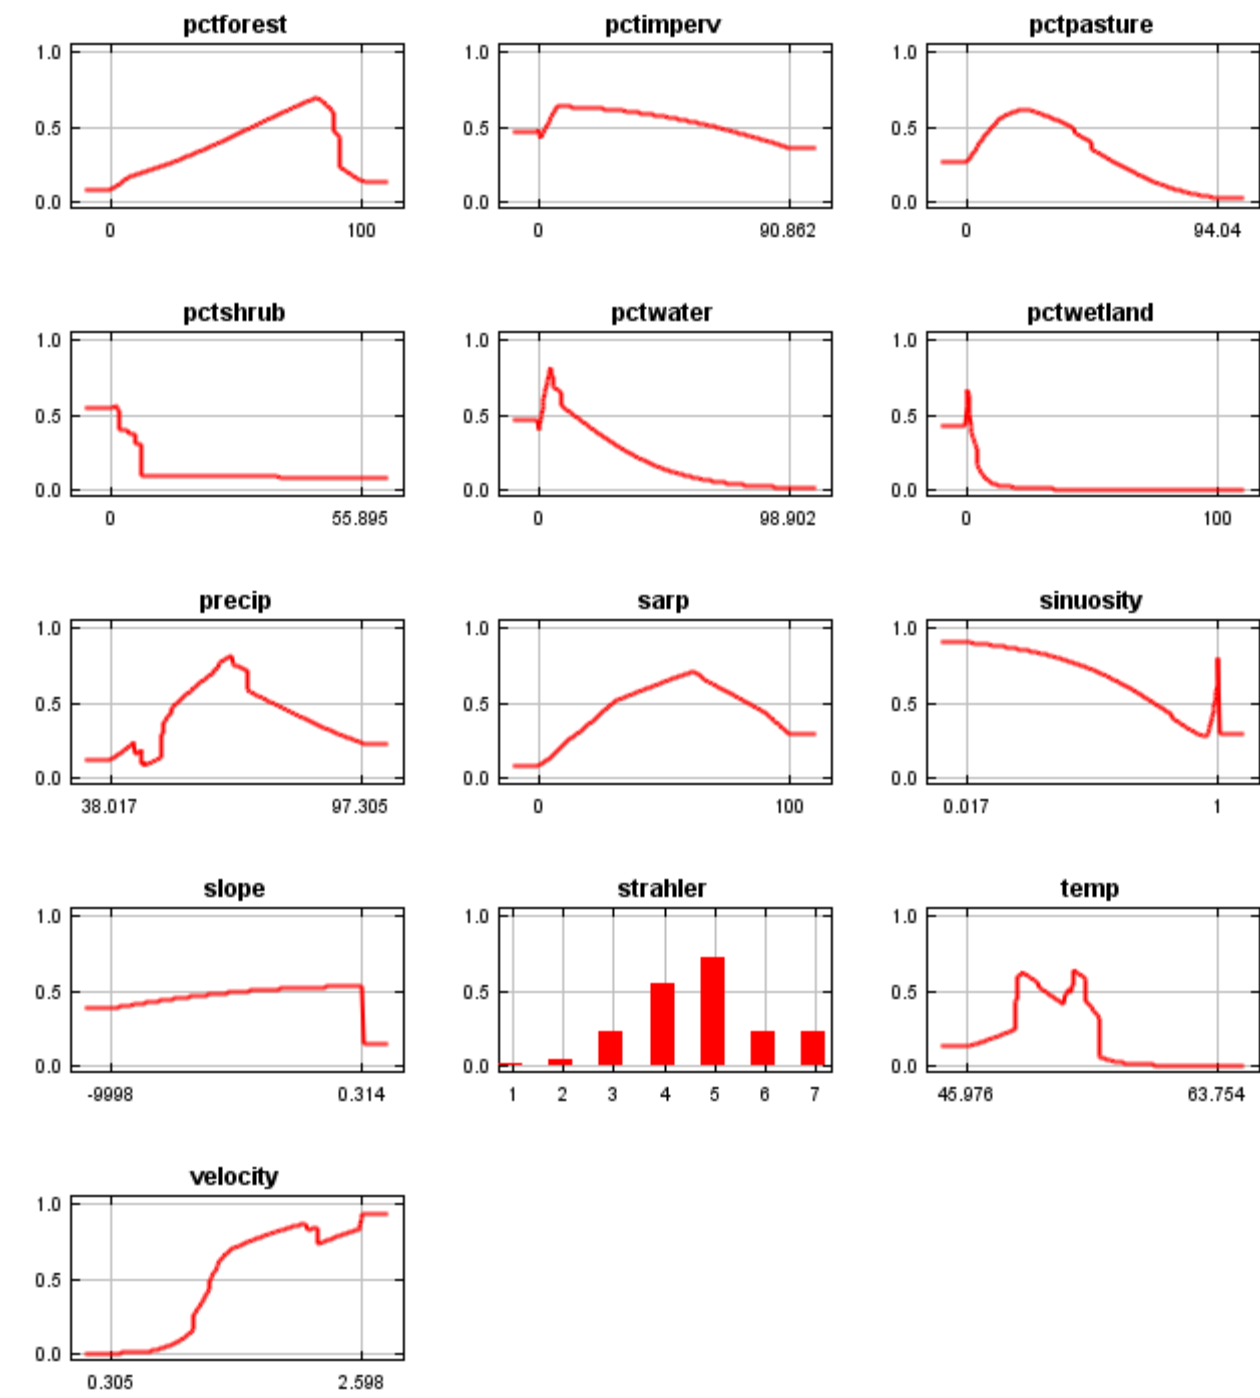 pctforest pctimperv pctpasture
1.0 1.0 1.0
0.5 0.5 0.5
0.0 0.0 0.0
0 100 0 90.862 0 94.04
pctshrub pctwater pctwetland
1.0 1.0 1.0
0.5 0.5 0.5
0.0 0.0 0.0
0 55.895 0 98.902 0 100
precip sarp sinuosity
1.0 1.0 1.0
0.5 0.5 0.5
0.0 0.0 0.0
38.017 97.305 0 100 0.017 1
slope strahler temp
1.0 1.0 1.0
0.5 0.5 0.5
0.0 0.0 0.0
-9998 0.314 1 2 3 4 5 6 7 45.976 63.754
velocity
1.0
0.5
0.0
0.305 2.598